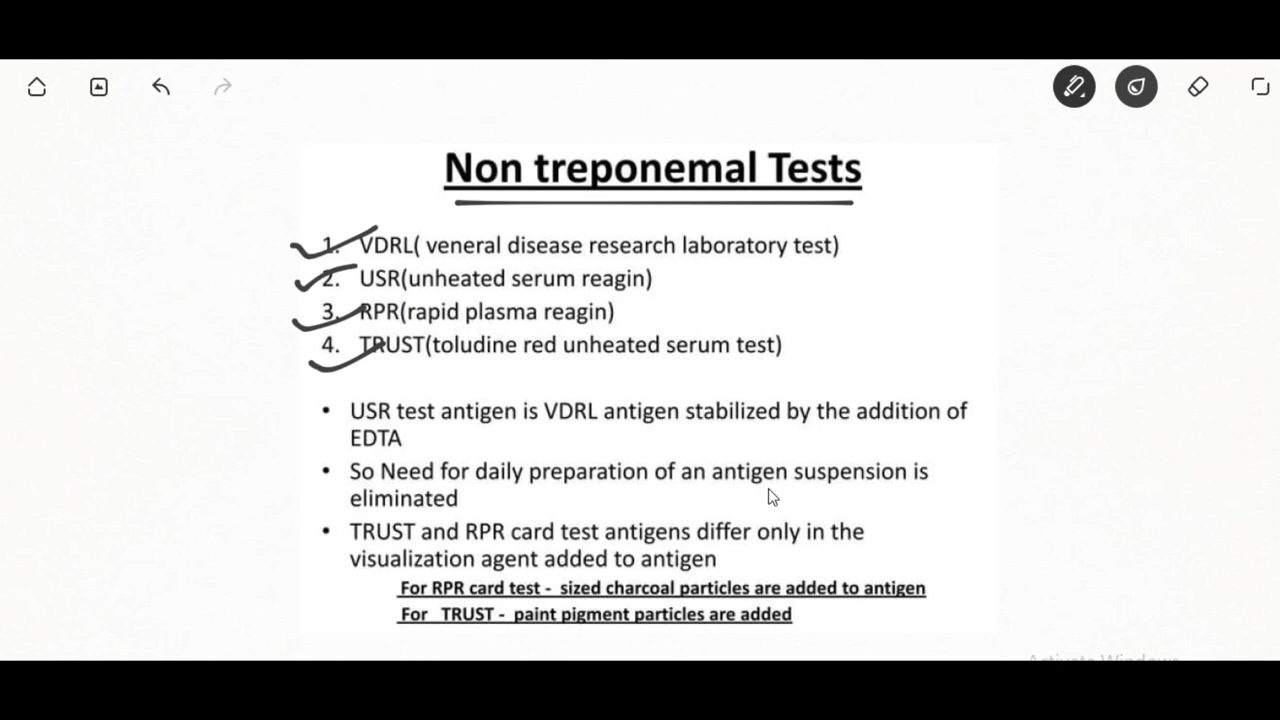 Non treponemal Tests
1. VDRL( veneral disease research laboratory test)
2. USR(unheated serum reagin)
3. RPR(rapid plasma reagin)
4. TRUST(toludine red unheated serum test)
• USR test antigen is VDRL antigen stabilized by the addition of
EDTA
• So Need for daily preparation of an antigen suspension is
eliminated
• TRUST and RPR card test antigens differ only in the
visualization agent added to antigen
For RPR card test - sized charcoal particles are added to antigen
For TRUST - paint pigment particles are added
Activate Windows